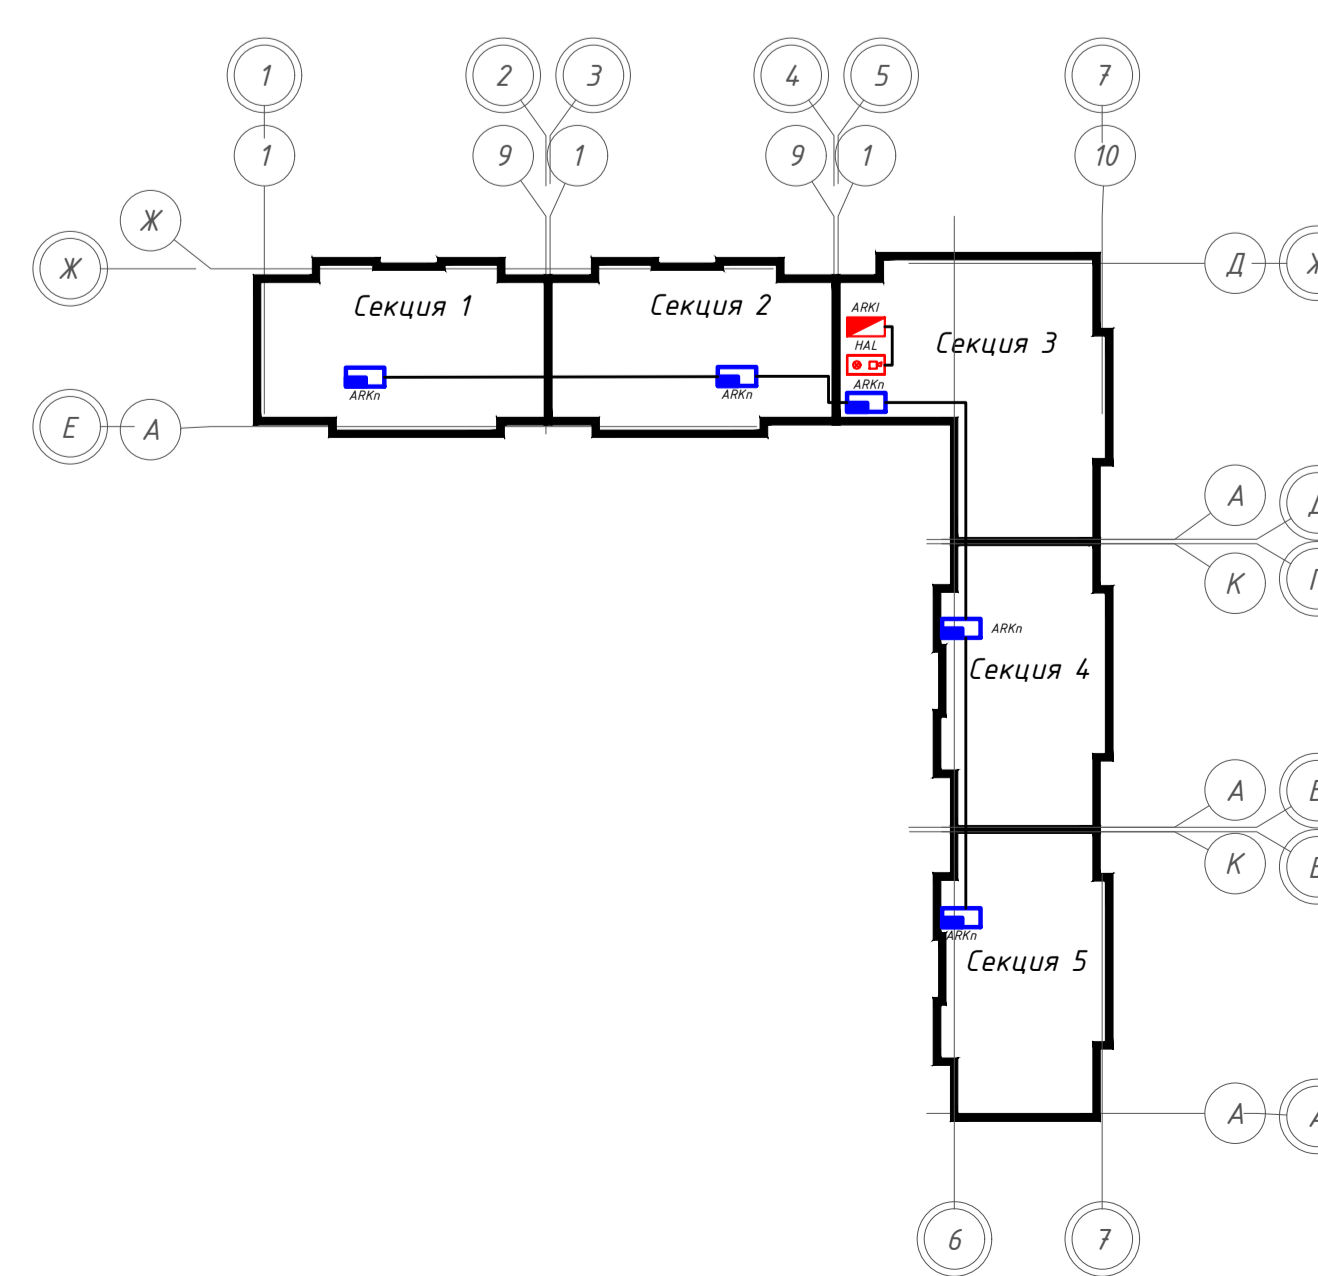 1 2 3 4 5 7
1 9 1 9 1 10
Ж
Ж Д Ж
Секция 1 Секция 2 Секция 3
ARKI
HAL
ARKn ARKn ARKn
Е А
А Д
К
ARKn
Секция 4
А
К
ARKn
Секция 5
А А
6 7